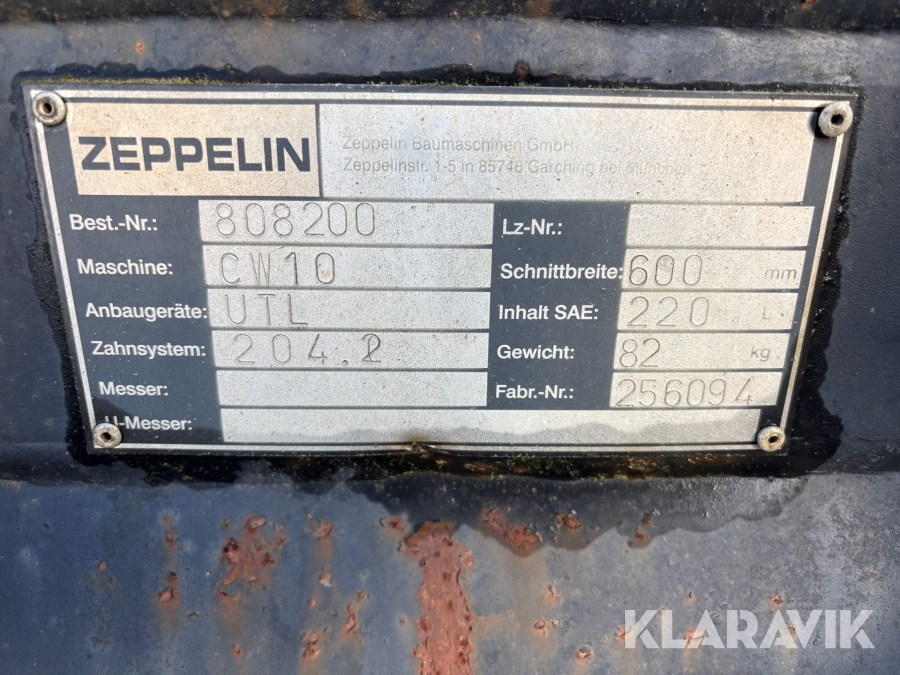 ZEPPELIN
Zeppelin Baumaschinen GmbH
Zeppelinstr. 1-5 in 85748 Garching bei München
Best.-Nr.: 808200
Lz-Nr.:
Maschine: CW10
Schnittbreite: 600 mm
Anbaugeräte: UTL
Inhalt SAE: 220 L
Zahnsystem: 204.2
Gewicht: 82 kg
Messer:
Fabr.-Nr.: 256094
U-Messer:
KLARAVIK